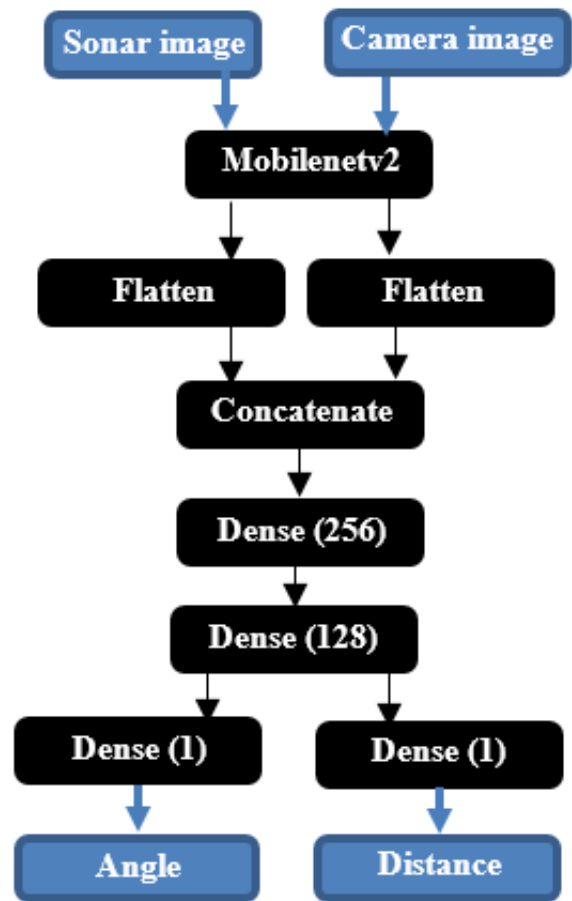 Sonar image
Camera image
Mobilenetv2
Flatten
Flatten
Concatenate
Dense (256)
Dense (128)
Dense (1)
Dense (1)
Angle
Distance